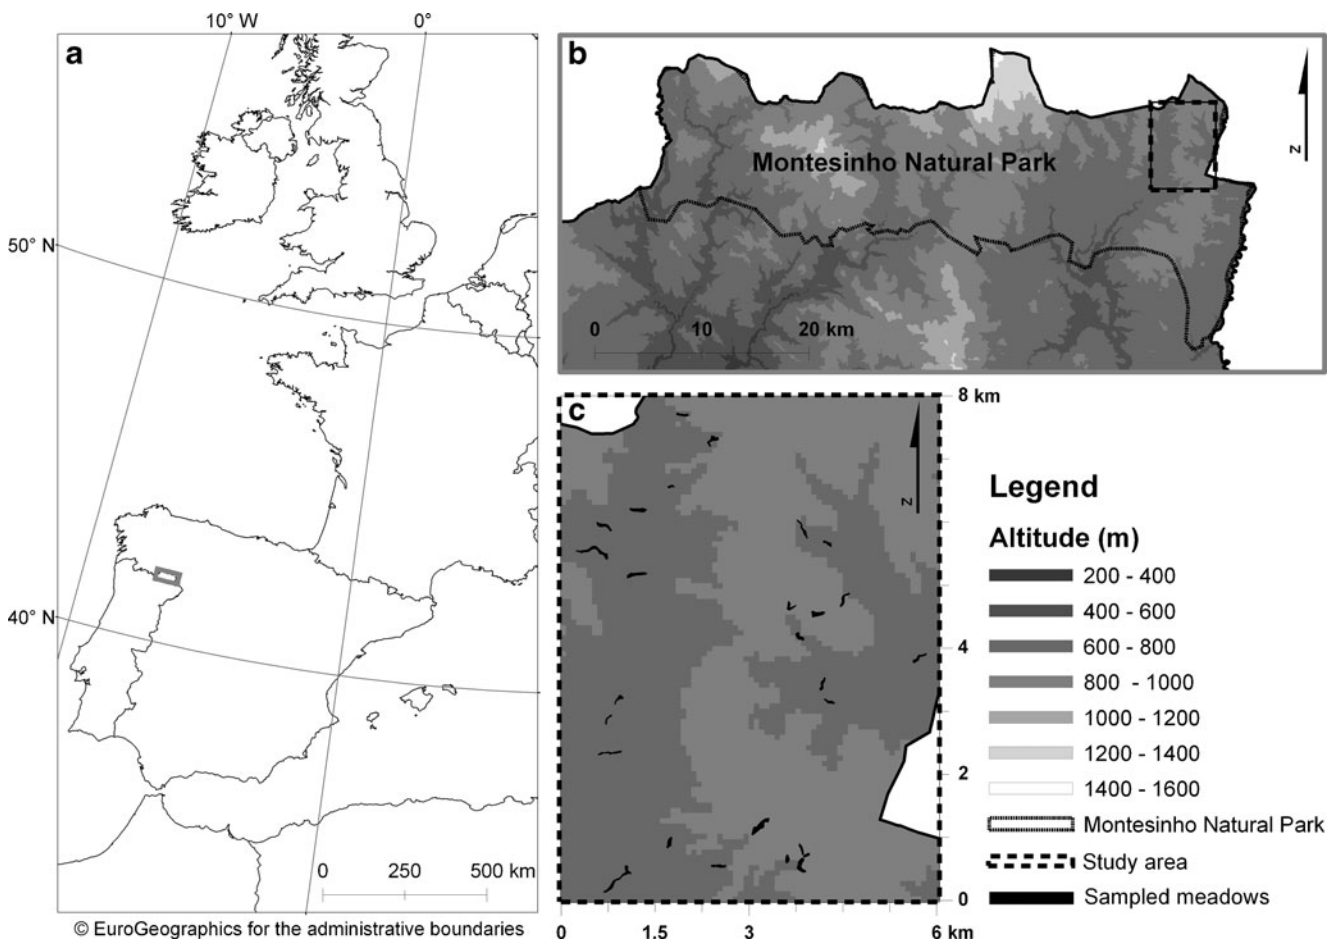 10° W
0°
a
50° N
40° N
0
250
500 km
© EuroGeographics for the administrative boundaries
b
Montesinho Natural Park
N
0
10
20 km
c
N
8 km
4
2
0
0
1.5
3
6 km
Legend
Altitude (m)
200 - 400
400 - 600
600 - 800
800 - 1000
1000 - 1200
1200 - 1400
1400 - 1600
Montesinho Natural Park
Study area
Sampled meadows